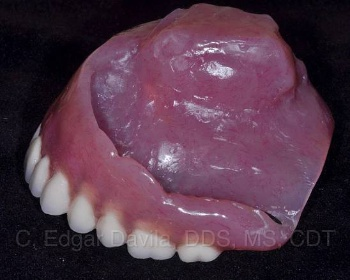 C. Edgar Davila, DDS, MS, CDT